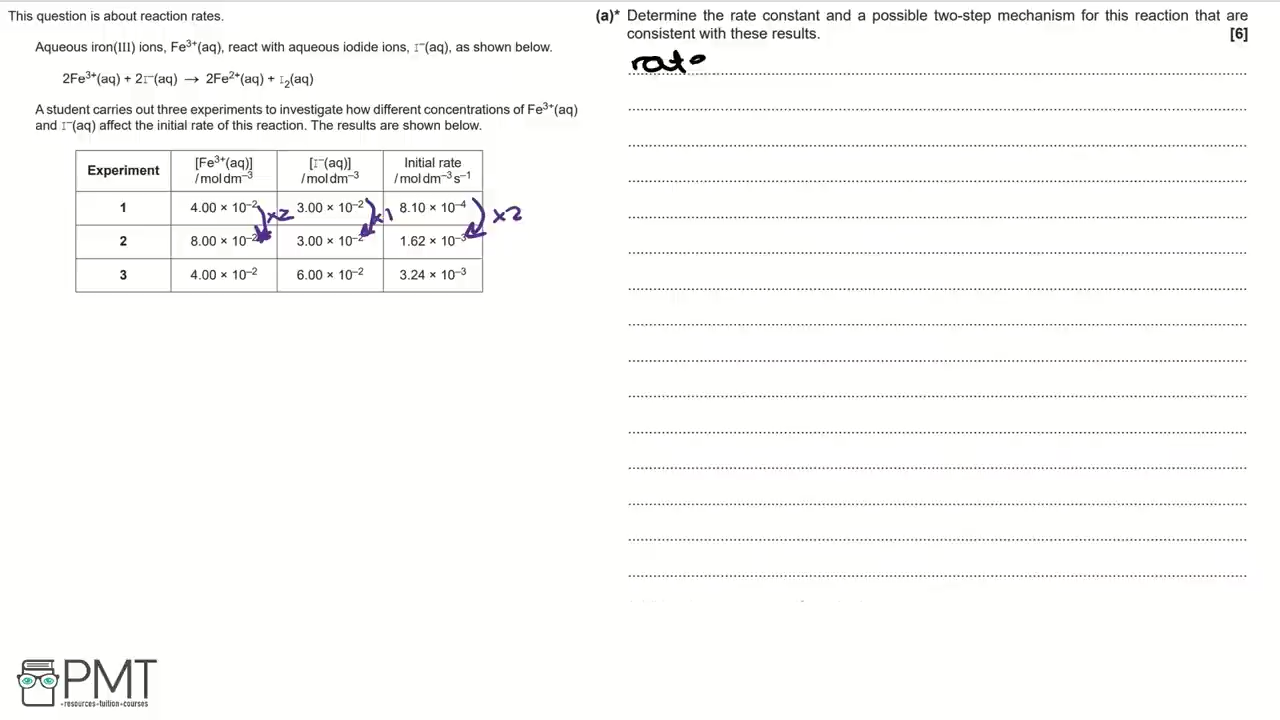 This question is about reaction rates.
Aqueous iron(III) ions, Fe³⁺(aq), react with aqueous iodide ions, I⁻(aq), as shown below.
2Fe³⁺(aq) + 2I⁻(aq) → 2Fe²⁺(aq) + I₂(aq)
A student carries out three experiments to investigate how different concentrations of Fe³⁺(aq)
and I⁻(aq) affect the initial rate of this reaction. The results are shown below.
Experiment [Fe³⁺(aq)] /mol dm⁻³ [I⁻(aq)] /mol dm⁻³ Initial rate /mol dm⁻³ s⁻¹
1 4.00 × 10⁻² 3.00 × 10⁻² 8.10 × 10⁻⁴
×2 ×1 ×2
2 8.00 × 10⁻² 3.00 × 10⁻² 1.62 × 10⁻³
3 4.00 × 10⁻² 6.00 × 10⁻² 3.24 × 10⁻³
(a)* Determine the rate constant and a possible two-step mechanism for this reaction that are
consistent with these results. [6]
rate
PMT
•resources•tuition•courses